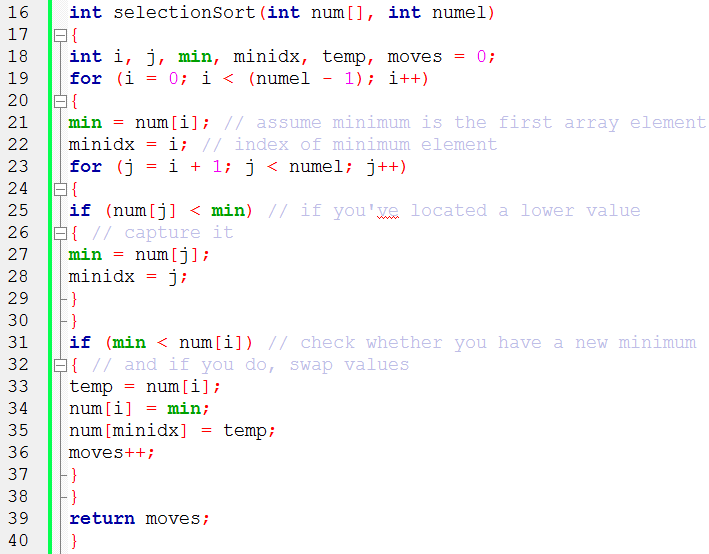 16 int selectionSort(int num[], int numel)
17 {
18 int i, j, min, minidx, temp, moves = 0;
19 for (i = 0; i < (numel - 1); i++)
20 {
21 min = num[i]; // assume minimum is the first array element
22 minidx = i; // index of minimum element
23 for (j = i + 1; j < numel; j++)
24 {
25 if (num[j] < min) // if you've located a lower value
26 { // capture it
27 min = num[j];
28 minidx = j;
29 }
30 }
31 if (min < num[i]) // check whether you have a new minimum
32 { // and if you do, swap values
33 temp = num[i];
34 num[i] = min;
35 num[minidx] = temp;
36 moves++;
37 }
38 }
39 return moves;
40 }